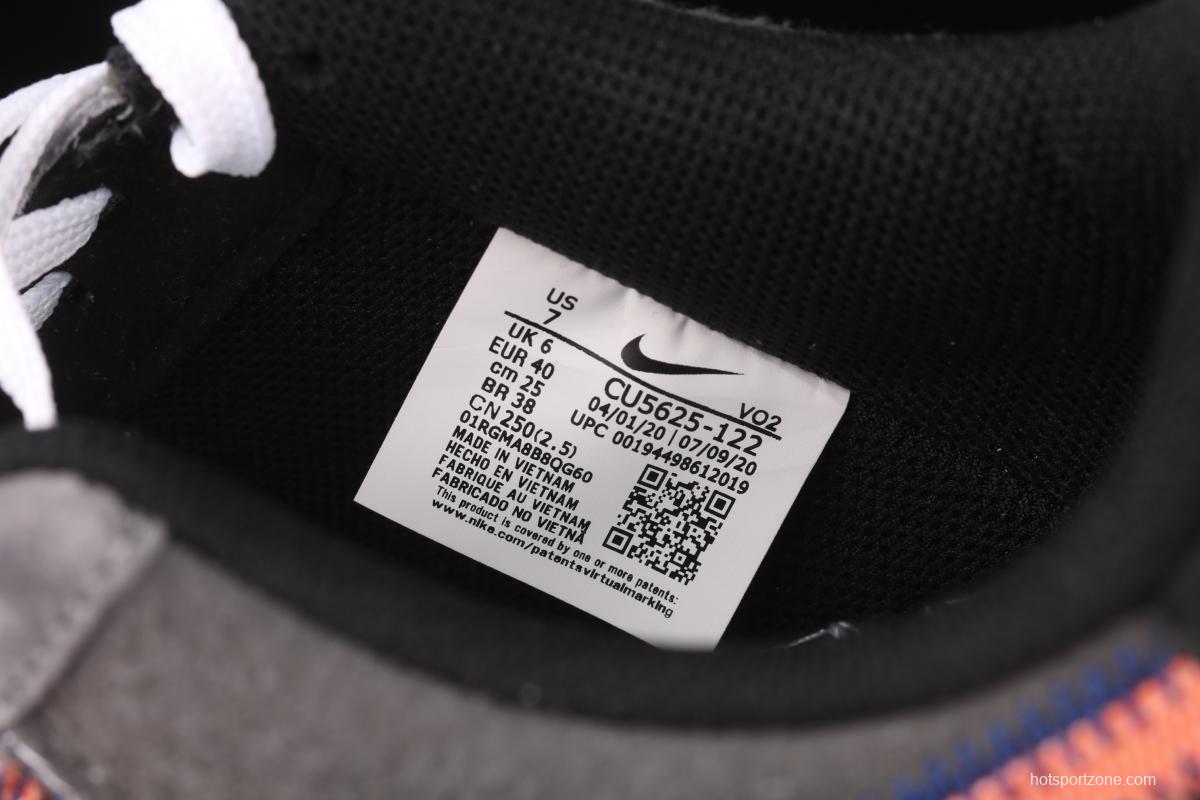 US
7
UK 6
EUR 40
cm 25
BR 38
CN 250(2.5)
01RGMA8B8QG60
MADE IN VIETNAM
HECHO EN VIETNAM
FABRIQUE AU VIETNAM
FABRICADO NO VIETNÃ
This product is covered by one or more patents:
www.nike.com/patentsvirtualmarking
VO2
CU5625-122
04/01/20 | 07/09/20
UPC 00194498612019
hotsportzone.com